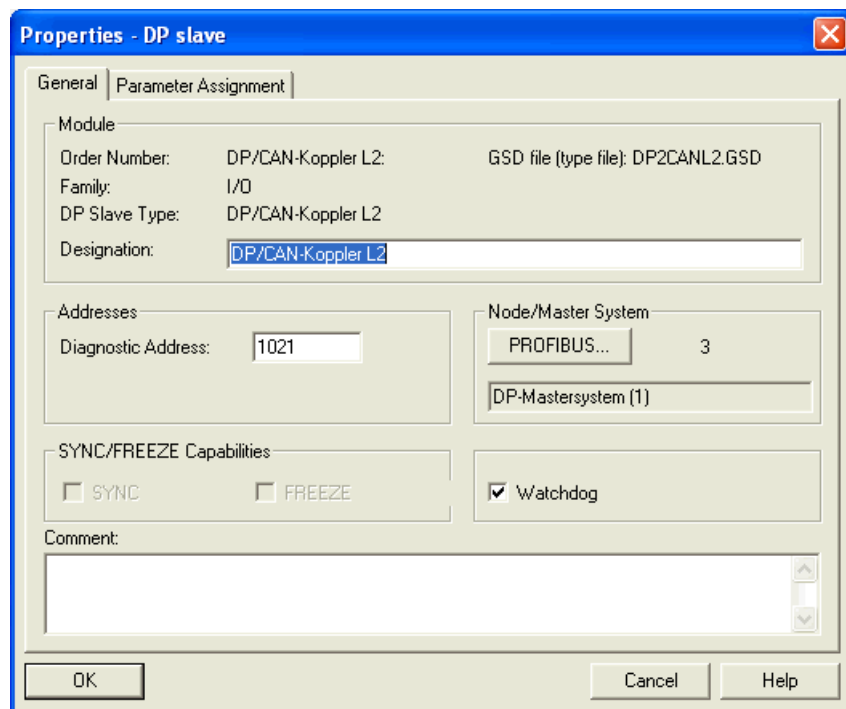 Properties - DP slave
General Parameter Assignment
Module
Order Number: DP/CAN-Koppler L2: GSD file (type file): DP2CANL2.GSD
Family: I/O
DP Slave Type: DP/CAN-Koppler L2
Designation: DP/CAN-Koppler L2
Addresses
Diagnostic Address: 1021
Node/Master System
PROFIBUS... 3
DP-Mastersystem (1)
SYNC/FREEZE Capabilities
SYNC FREEZE
Watchdog
Comment:
OK Cancel Help